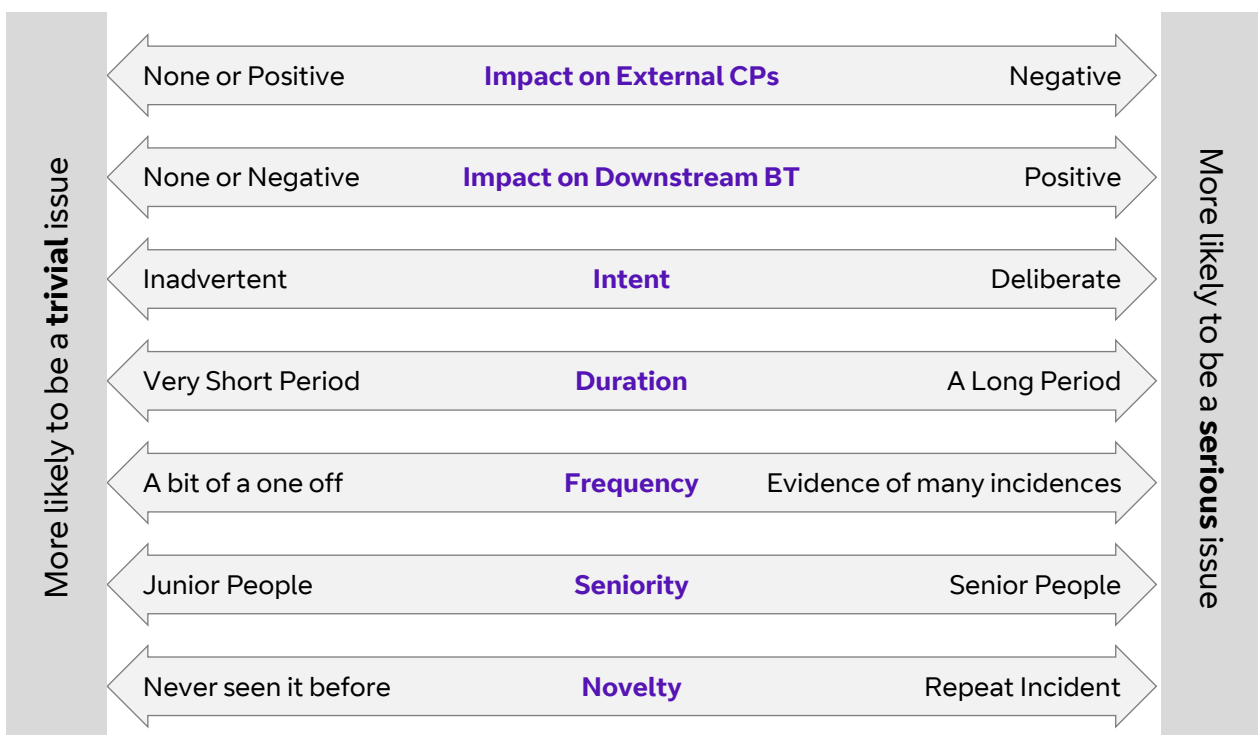 More likely to be a trivial issue
None or Positive Impact on External CPs Negative
None or Negative Impact on Downstream BT Positive
Inadvertent Intent Deliberate
Very Short Period Duration A Long Period
A bit of a one off Frequency Evidence of many incidences
Junior People Seniority Senior People
Never seen it before Novelty Repeat Incident
More likely to be a serious issue